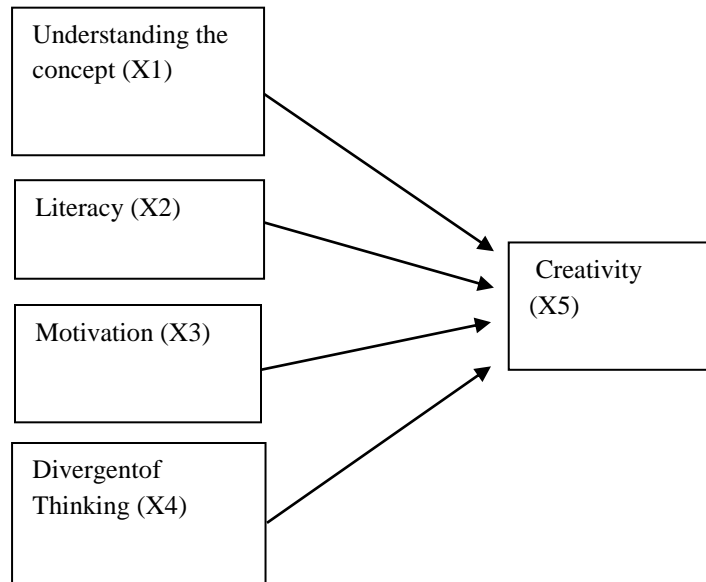 Understanding the
concept (X1)
Literacy (X2)
Motivation (X3)
Divergentof
Thinking (X4)
Creativity
(X5)